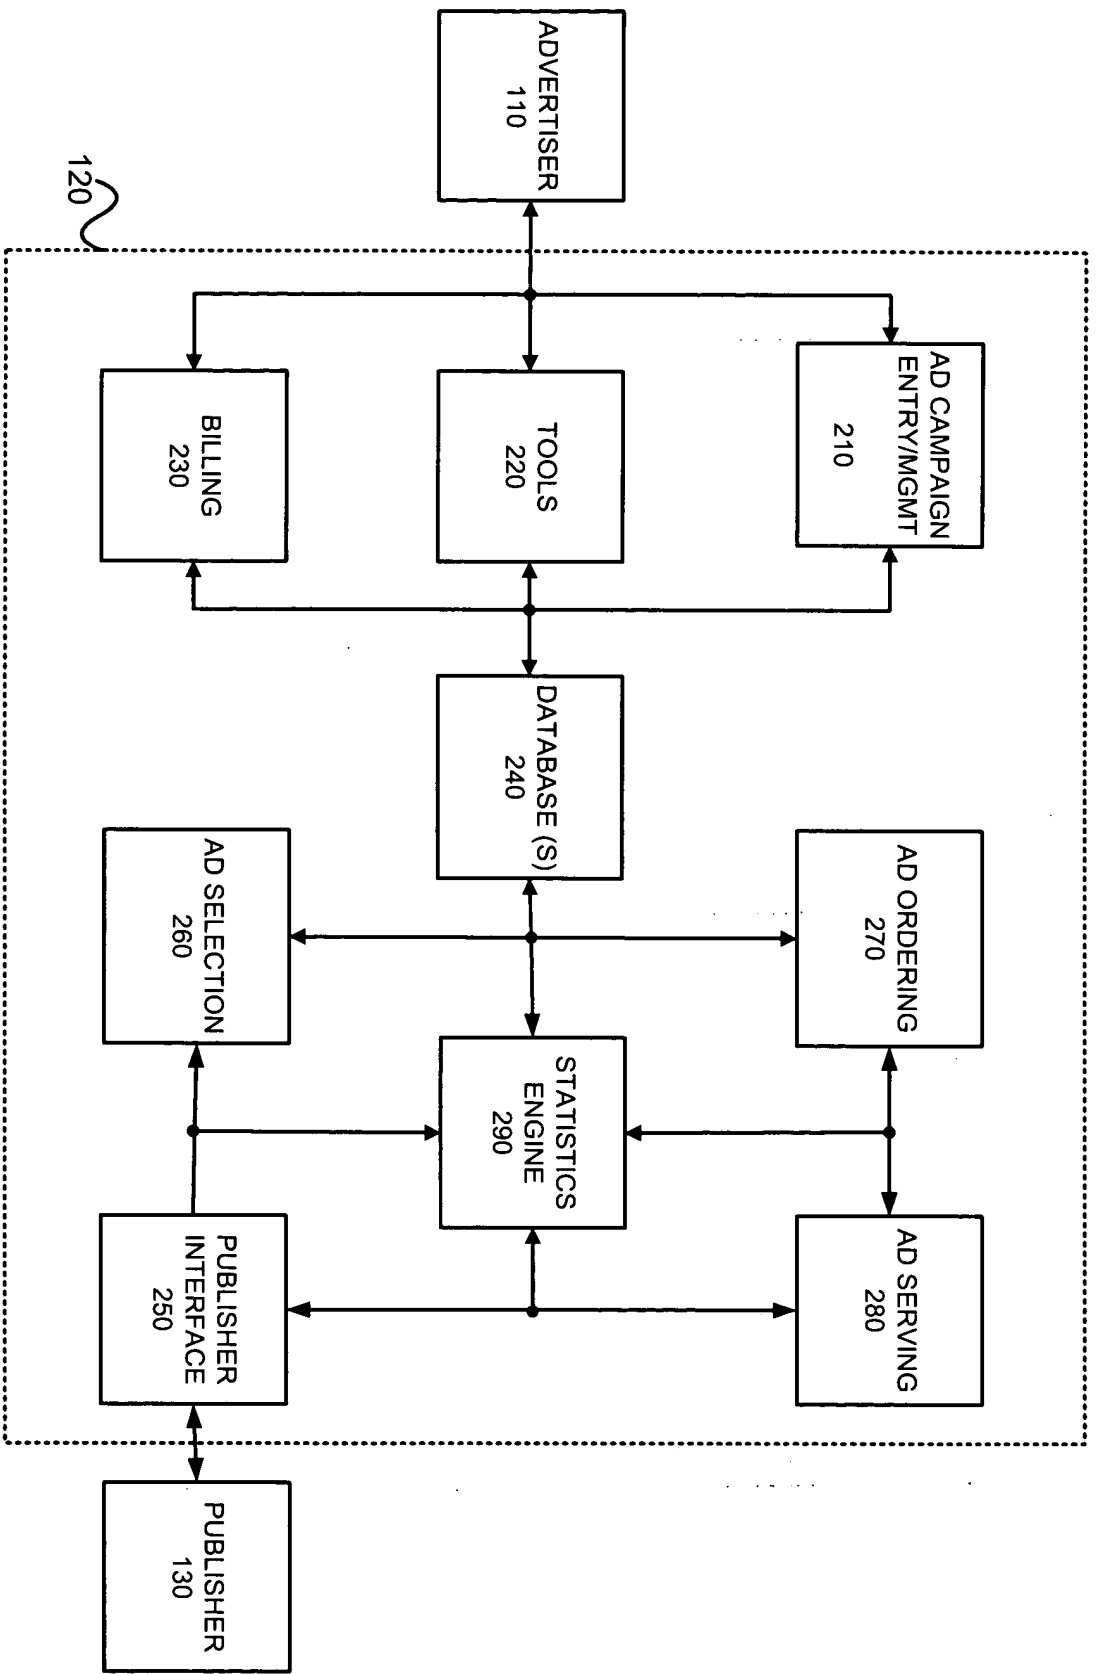 ADVERTISER
110
120
AD CAMPAIGN
ENTRY/MGMT
210
TOOLS
220
BILLING
230
DATABASE (S)
240
AD ORDERING
270
AD SELECTION
260
STATISTICS
ENGINE
290
AD SERVING
280
PUBLISHER
INTERFACE
250
PUBLISHER
130